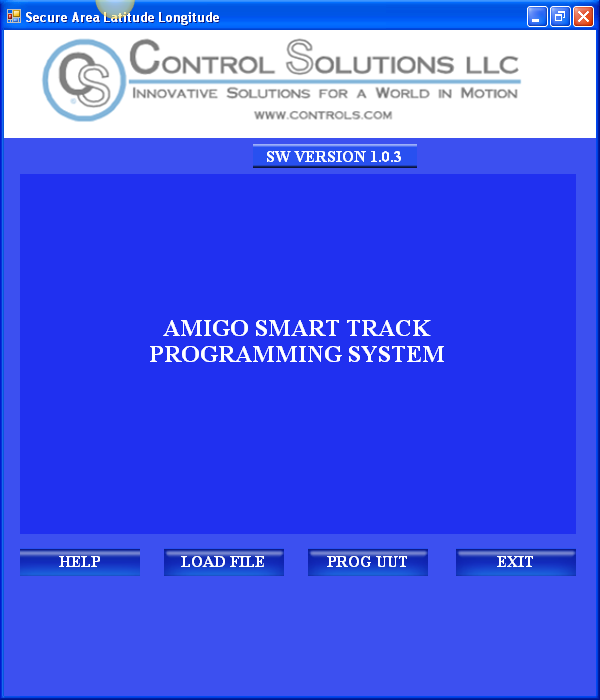 Secure Area Latitude Longitude
CS
CONTROL SOLUTIONS LLC
INNOVATIVE SOLUTIONS FOR A WORLD IN MOTION
WWW.CONTROLS.COM
SW VERSION 1.0.3
AMIGO SMART TRACK
PROGRAMMING SYSTEM
HELP LOAD FILE PROG UUT EXIT